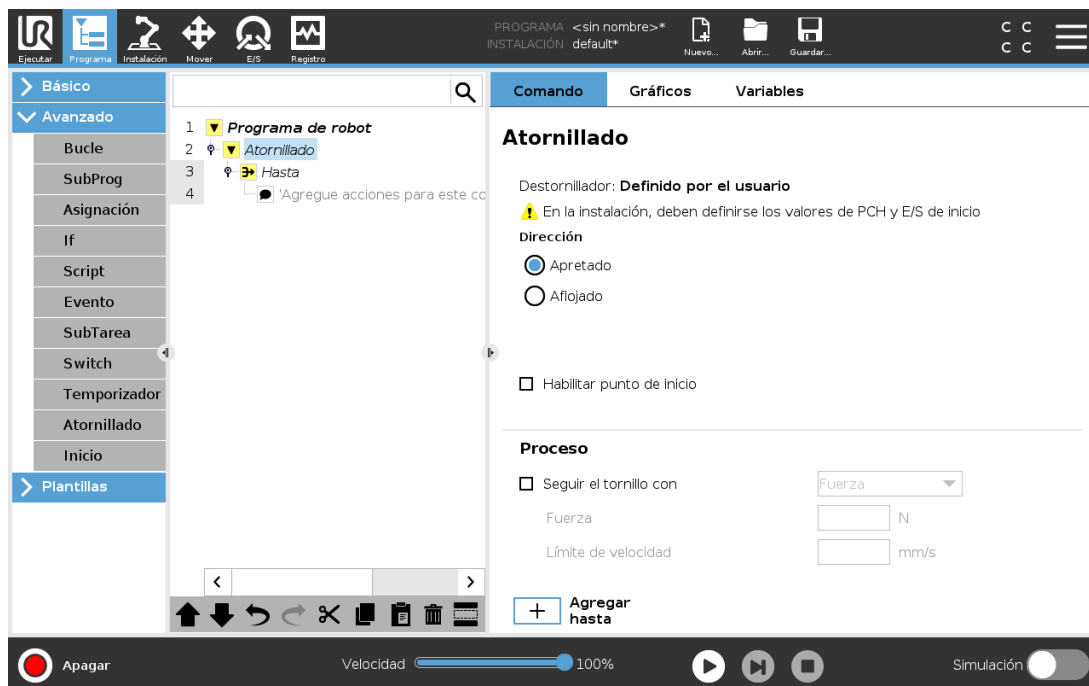 PROGRAMA <sin nombre>*
INSTALACIÓN default*
Ejecutar Programa Instalación Mover E/S Registro
Nuevo... Abrir... Guardar...
C C
C C
Básico
Avanzado
Bucle
SubProg
Asignación
If
Script
Evento
SubTarea
Switch
Temporizador
Atornillado
Inicio
Plantillas
1 Programa de robot
2 Atornillado
3 Hasta
4 'Agregue acciones para este co
Comando Gráficos Variables
Atornillado
Destornillador: Definido por el usuario
En la instalación, deben definirse los valores de PCH y E/S de inicio
Dirección
Apretado
Aflojado
Habilitar punto de inicio
Proceso
Seguir el tornillo con Fuerza
Fuerza N
Límite de velocidad mm/s
+ Agregar
hasta
Apagar
Velocidad 100%
Simulación